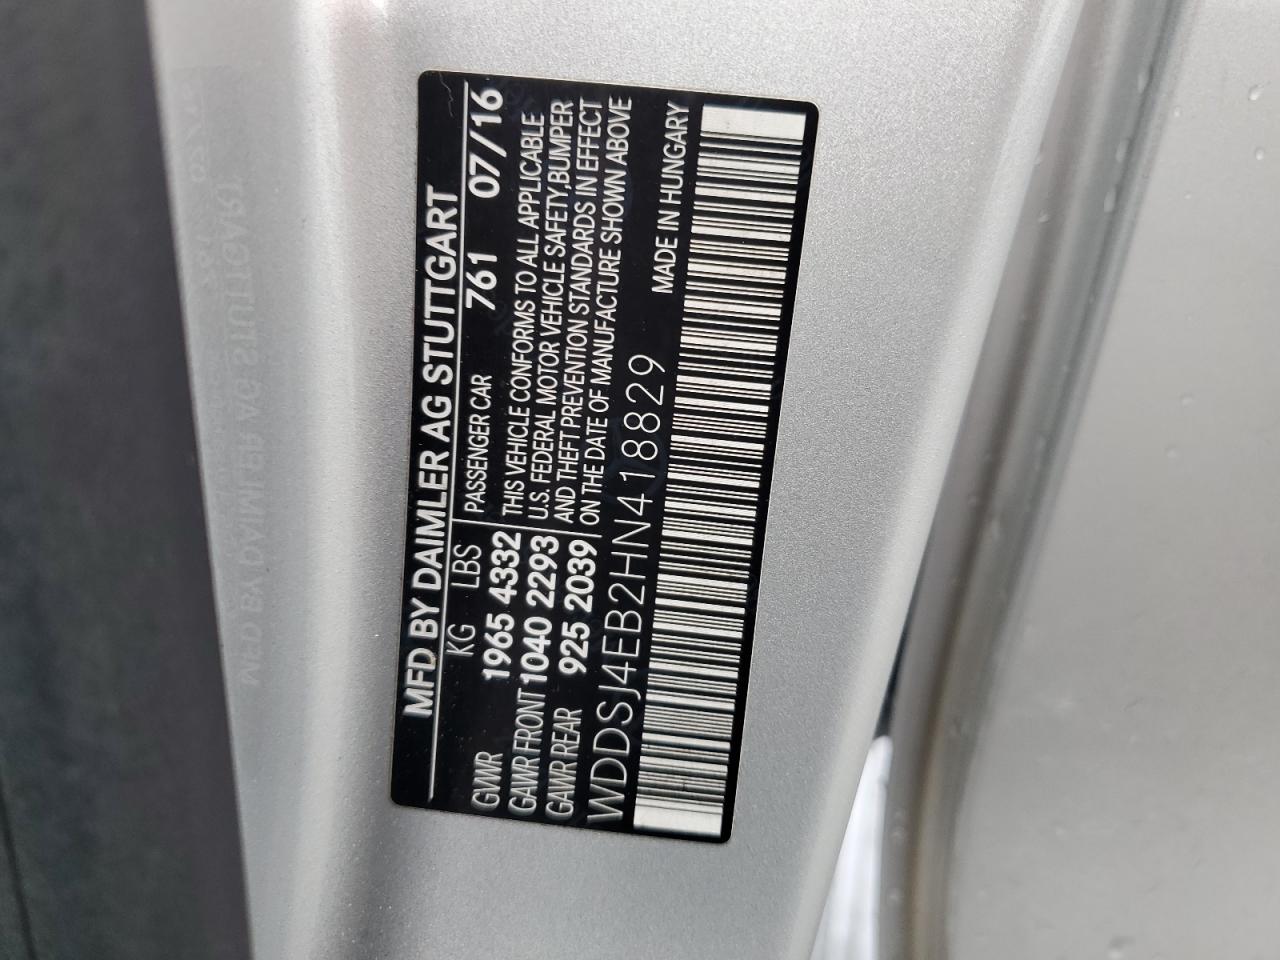 MFD BY DAIMLER AG STUTTGART
KG LBS PASSENGER CAR 761 07/16
GVWR 1965 4332 THIS VEHICLE CONFORMS TO ALL APPLICABLE
U.S. FEDERAL MOTOR VEHICLE SAFETY,BUMPER
GAWR FRONT 1040 2293 AND THEFT PREVENTION STANDARDS IN EFFECT
GAWR REAR 925 2039 ON THE DATE OF MANUFACTURE SHOWN ABOVE
WDDSJ4EB2HN418829 MADE IN HUNGARY